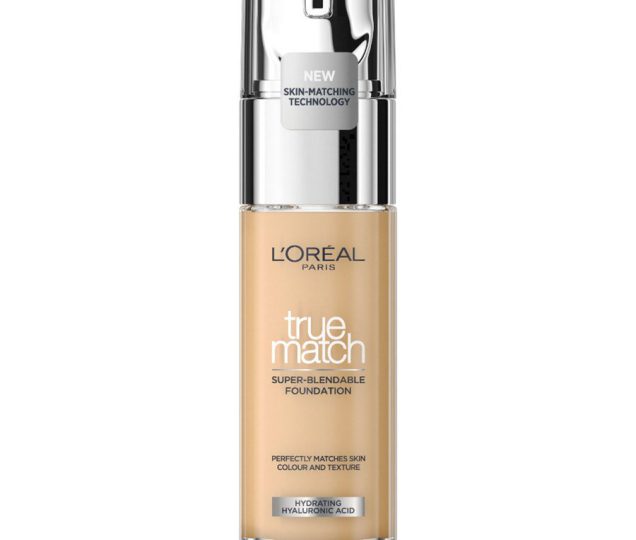 NEW
SKIN-MATCHING
TECHNOLOGY
L'ORÉAL
PARIS
true
match
SUPER-BLENDABLE
FOUNDATION
PERFECTLY MATCHES SKIN
COLOUR AND TEXTURE
HYDRATING
HYALURONIC ACID